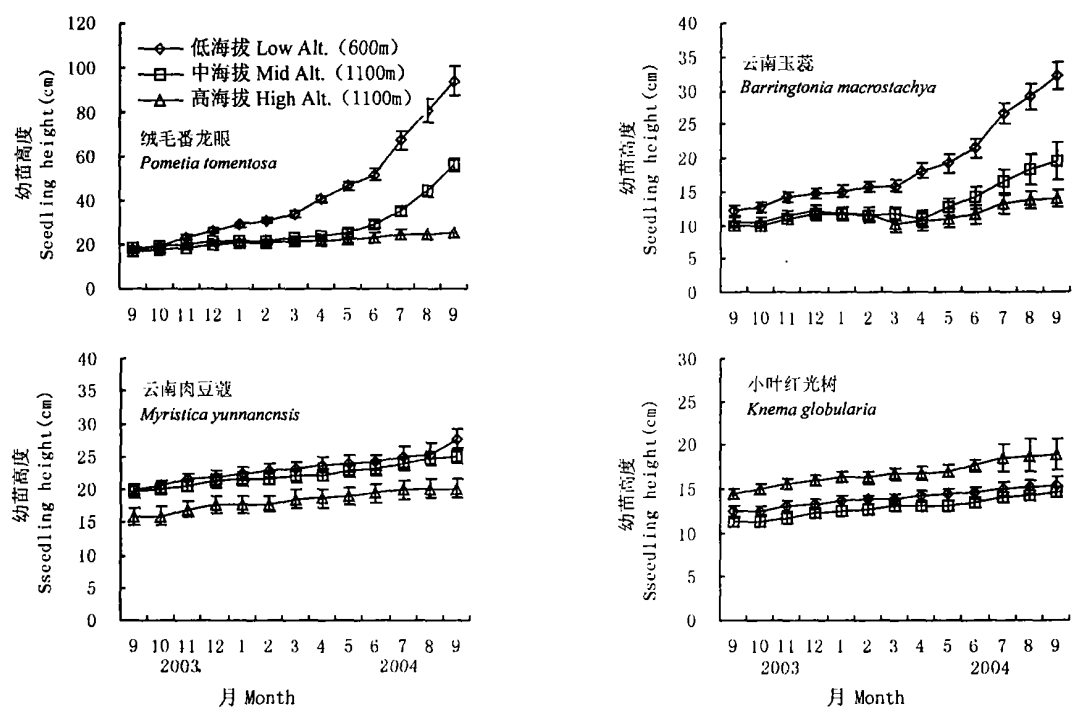 120
100
80
60
40
20
0
幼苗高度
Seedling height(cm)
低海拔 Low Alt. (600m)
中海拔 Mid Alt. (1100m)
高海拔 High Alt. (1100m)
绒毛番龙眼
Pometia tomentosa
9 10 11 12 1 2 3 4 5 6 7 8 9
40
35
30
25
20
15
10
5
0
幼苗高度
Seedling height(cm)
云南玉蕊
Barringtonia macrostachya
9 10 11 12 1 2 3 4 5 6 7 8 9
40
35
30
25
20
15
10
5
0
幼苗高度
Sseedling height(cm)
云南肉豆蔻
Myristica yunnancnsis
9 10 11 12 1 2 3 4 5 6 7 8 9
2003. 2004
月 Month
30
25
20
15
10
5
0
幼苗高度
Sseedling height(cm)
小叶红光树
Knema globularia
9 10 11 12 1 2 3 4 5 6 7 8 9
2003 2004
月 Month